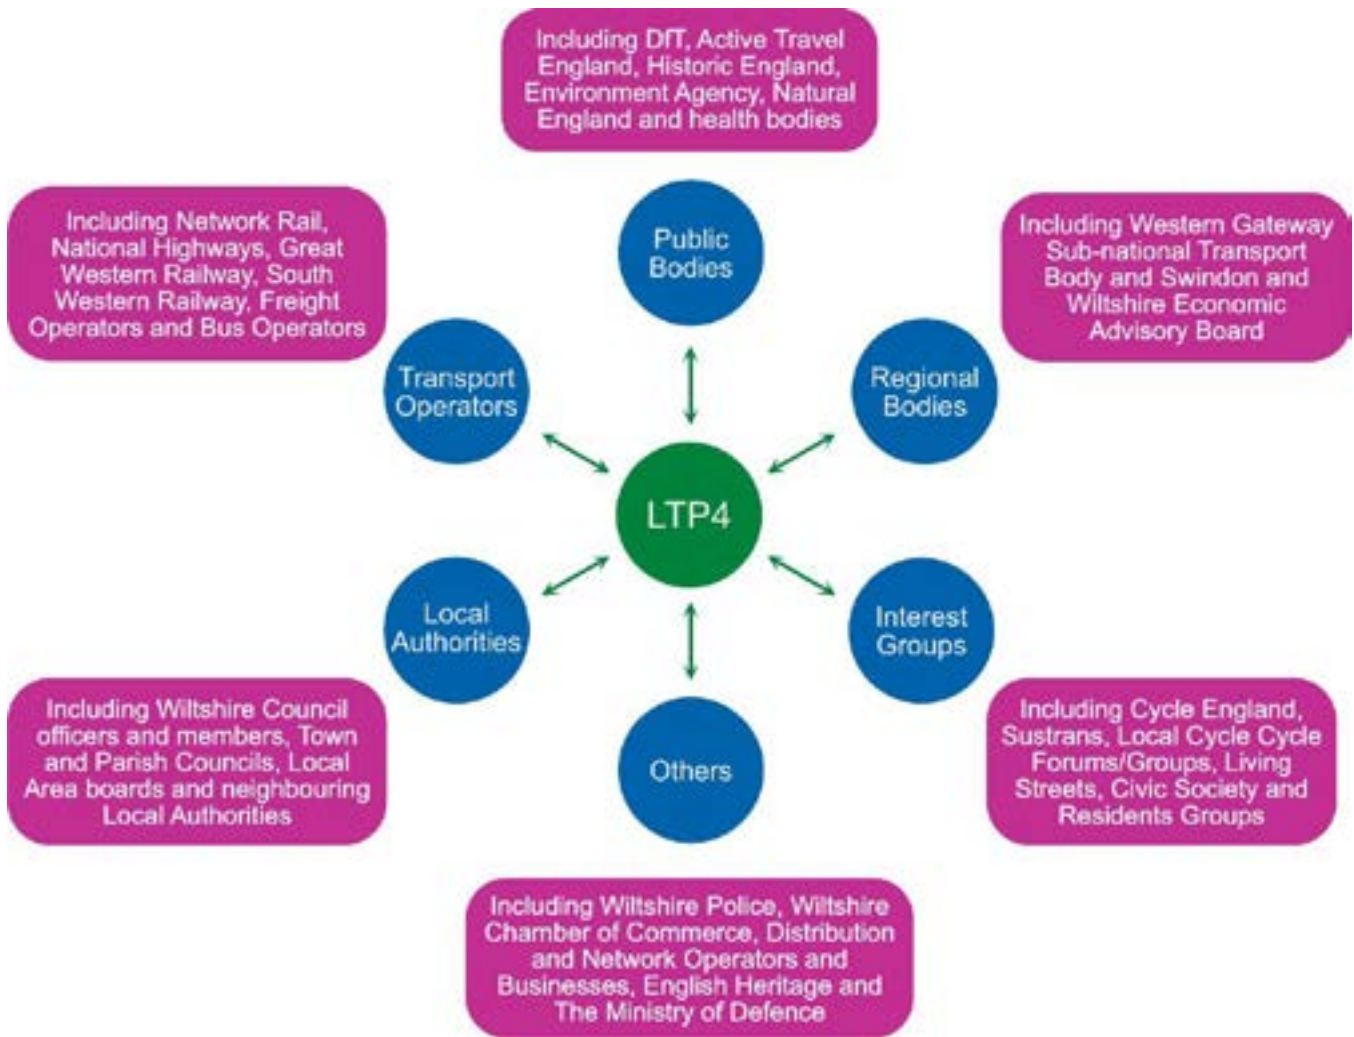 Including DfT, Active Travel
England, Historic England,
Environment Agency, Natural
England and health bodies
Public
Bodies
Including Network Rail,
National Highways, Great
Western Railway, South
Western Railway, Freight
Operators and Bus Operators
Transport
Operators
Including Western Gateway
Sub-national Transport
Body and Swindon and
Wiltshire Economic
Advisory Board
Regional
Bodies
LTP4
Local
Authorities
Including Wiltshire Council
officers and members, Town
and Parish Councils, Local
Area boards and neighbouring
Local Authorities
Interest
Groups
Including Cycle England,
Sustrans, Local Cycle Cycle
Forums/Groups, Living
Streets, Civic Society and
Residents Groups
Others
Including Wiltshire Police, Wiltshire
Chamber of Commerce, Distribution
and Network Operators and
Businesses, English Heritage and
The Ministry of Defence